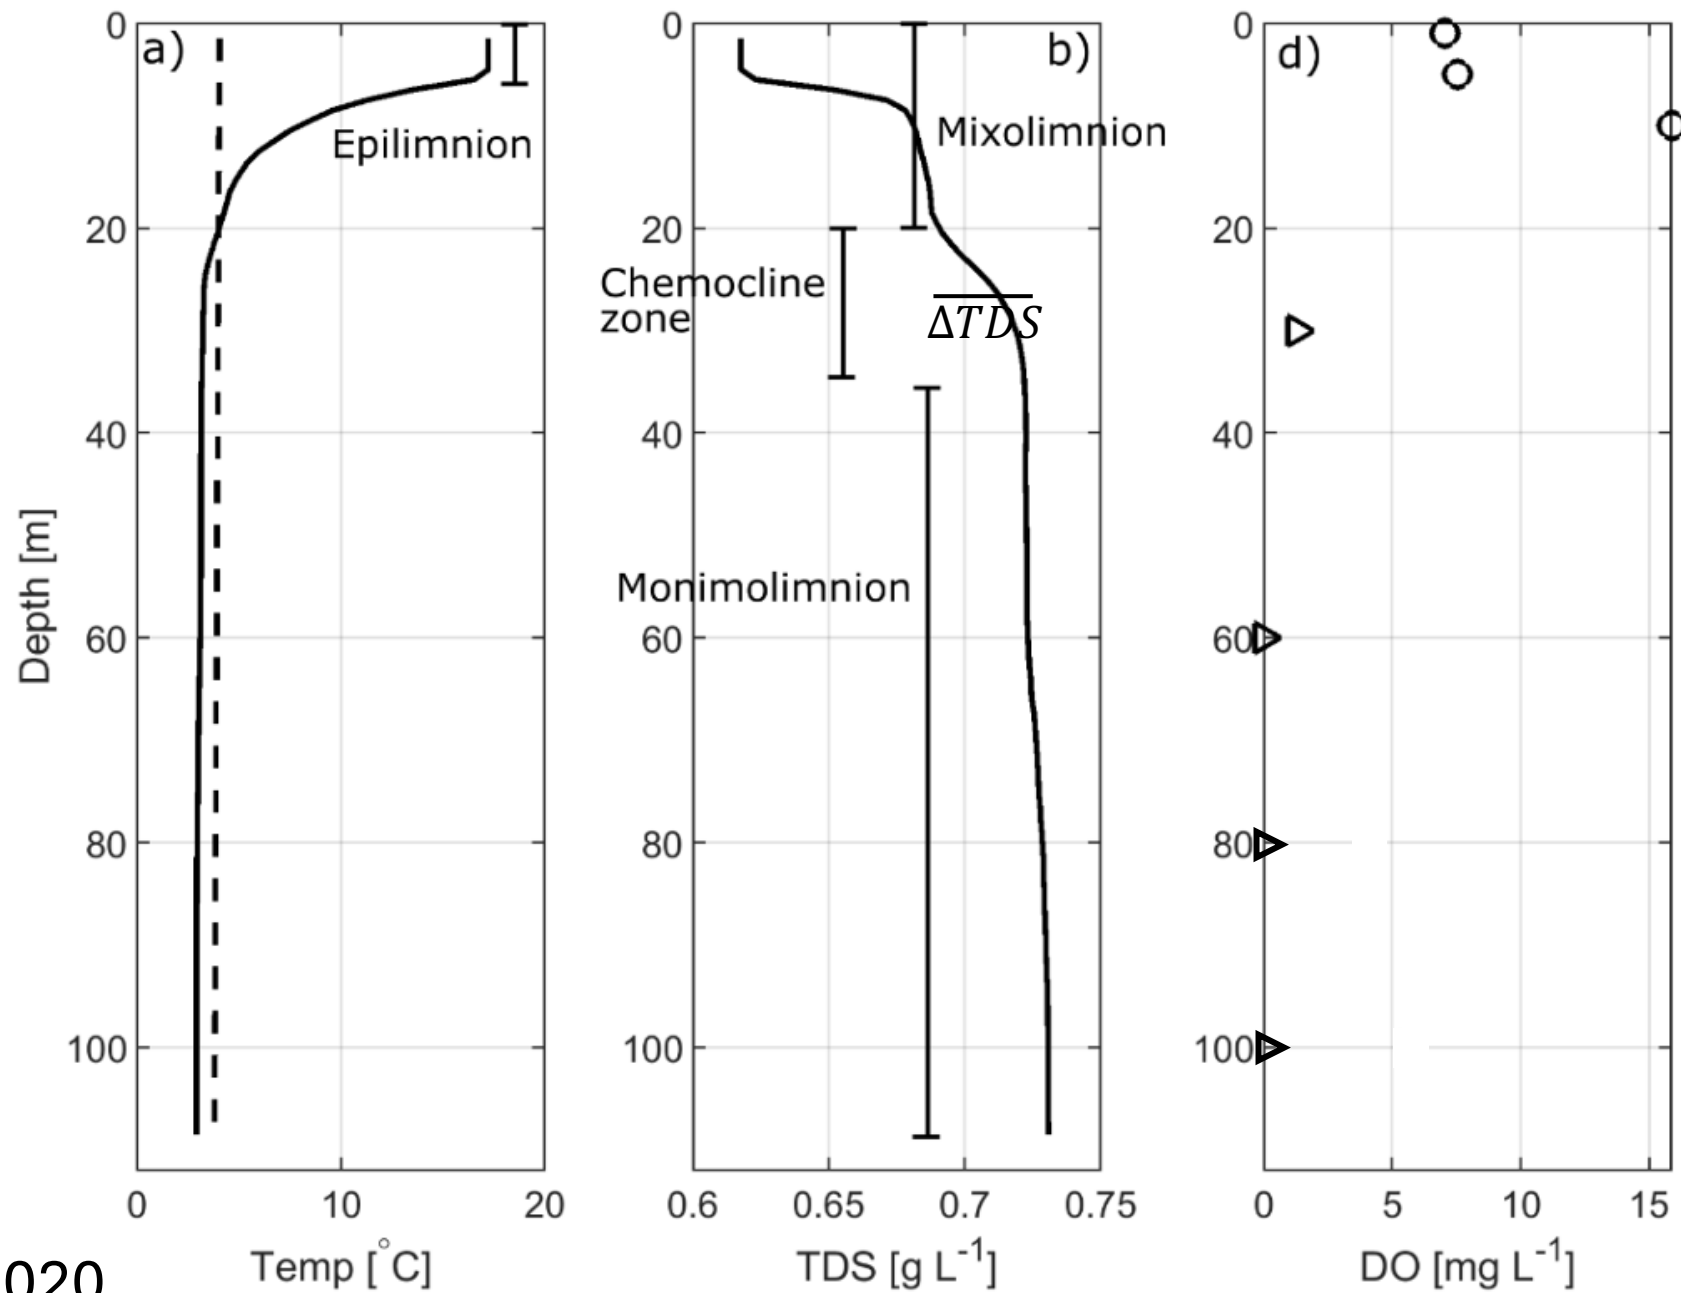 a)
Epilimnion
0
20
40
60
80
100
Depth [m]
0 10 20
Temp [°C]
b)
Mixolimnion
Chemocline
zone
ΔTDS
Monimolimnion
0
20
40
60
80
100
0.6 0.65 0.7 0.75
TDS [g L-1]
d)
0
20
40
60
80
100
0 5 10 15
DO [mg L-1]
020